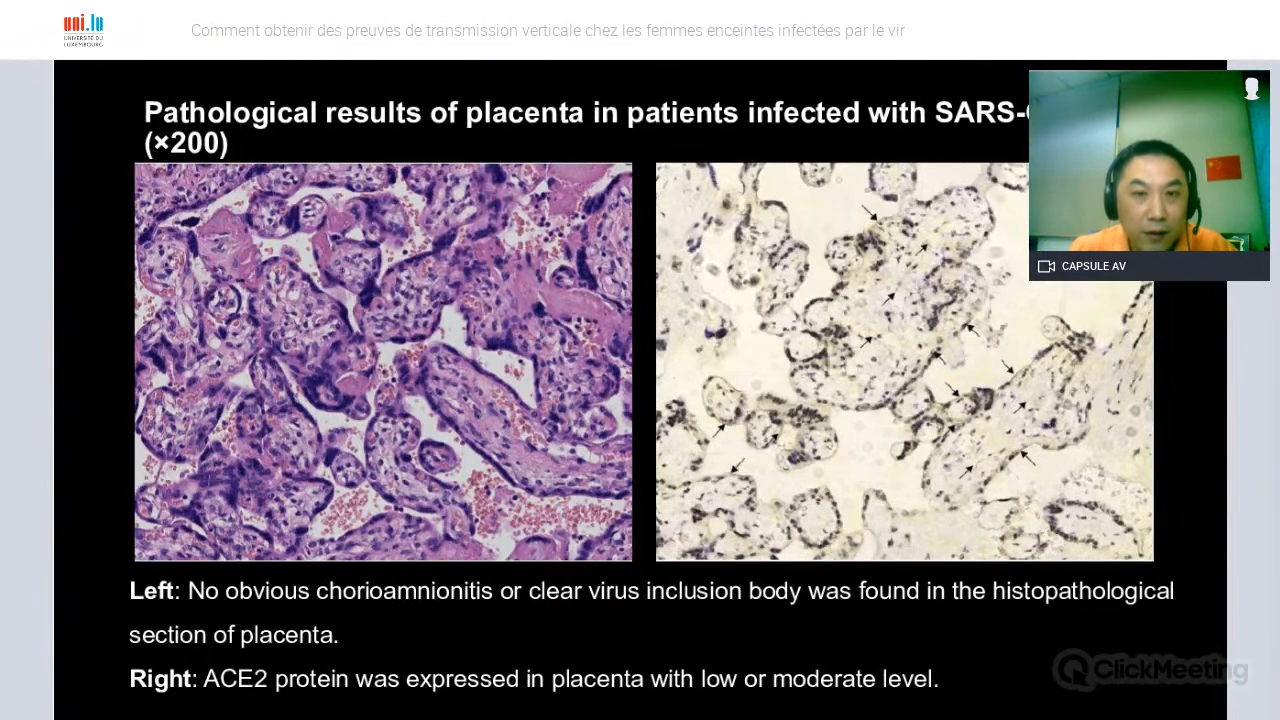 uni.lu
UNIVERSITÉ DU
LUXEMBOURG
Comment obtenir des preuves de transmission verticale chez les femmes enceintes infectées par le vir
Pathological results of placenta in patients infected with SARS-
(×200)
CAPSULE AV
Left: No obvious chorioamnionitis or clear virus inclusion body was found in the histopathological
section of placenta.
Right: ACE2 protein was expressed in placenta with low or moderate level.
ClickMeeting